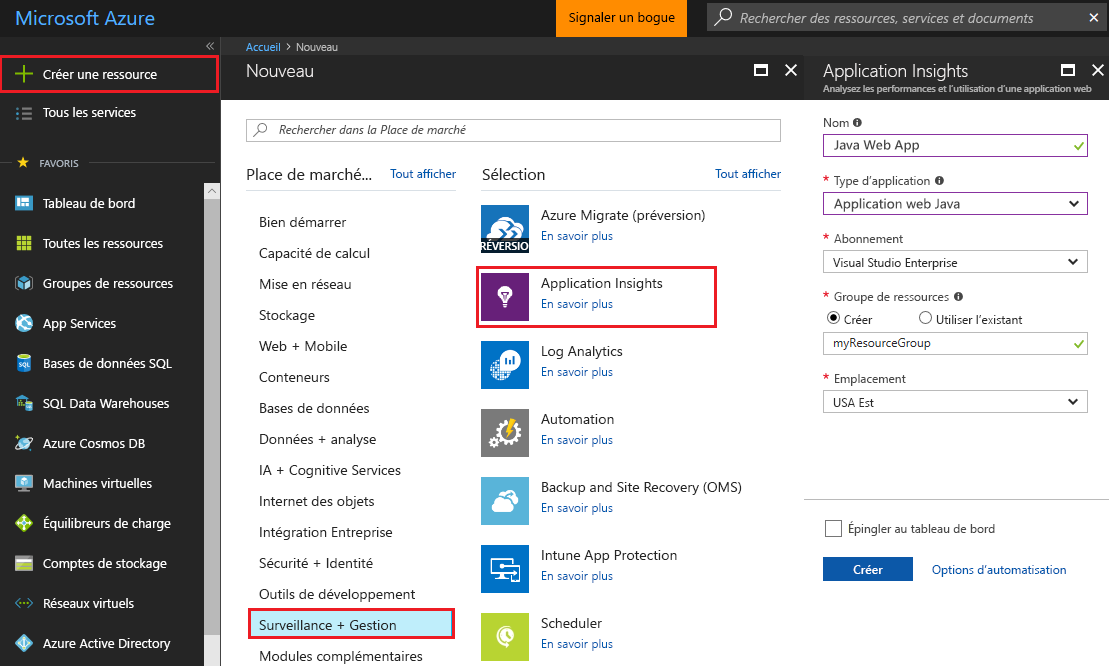 Microsoft Azure
Signaler un bogue
Rechercher des ressources, services et documents
Créer une ressource
Tous les services
FAVORIS
Tableau de bord
Toutes les ressources
Groupes de ressources
App Services
Bases de données SQL
SQL Data Warehouses
Azure Cosmos DB
Machines virtuelles
Équilibreurs de charge
Comptes de stockage
Réseaux virtuels
Azure Active Directory
Accueil > Nouveau
Nouveau
Rechercher dans la Place de marché
Place de marché... Tout afficher
Bien démarrer
Capacité de calcul
Mise en réseau
Stockage
Web + Mobile
Conteneurs
Bases de données
Données + analyse
IA + Cognitive Services
Internet des objets
Intégration Entreprise
Sécurité + Identité
Outils de développement
Surveillance + Gestion
Modules complémentaires
Sélection Tout afficher
Azure Migrate (préversion)
En savoir plus
RÉVERSIO
Application Insights
En savoir plus
Log Analytics
En savoir plus
Automation
En savoir plus
Backup and Site Recovery (OMS)
En savoir plus
Intune App Protection
En savoir plus
Scheduler
En savoir plus
Application Insights
Analysez les performances et l'utilisation d'une application web
Nom
Java Web App
* Type d'application
Application web Java
* Abonnement
Visual Studio Enterprise
* Groupe de ressources
Créer Utiliser l'existant
myResourceGroup
* Emplacement
USA Est
Épingler au tableau de bord
Créer Options d'automatisation